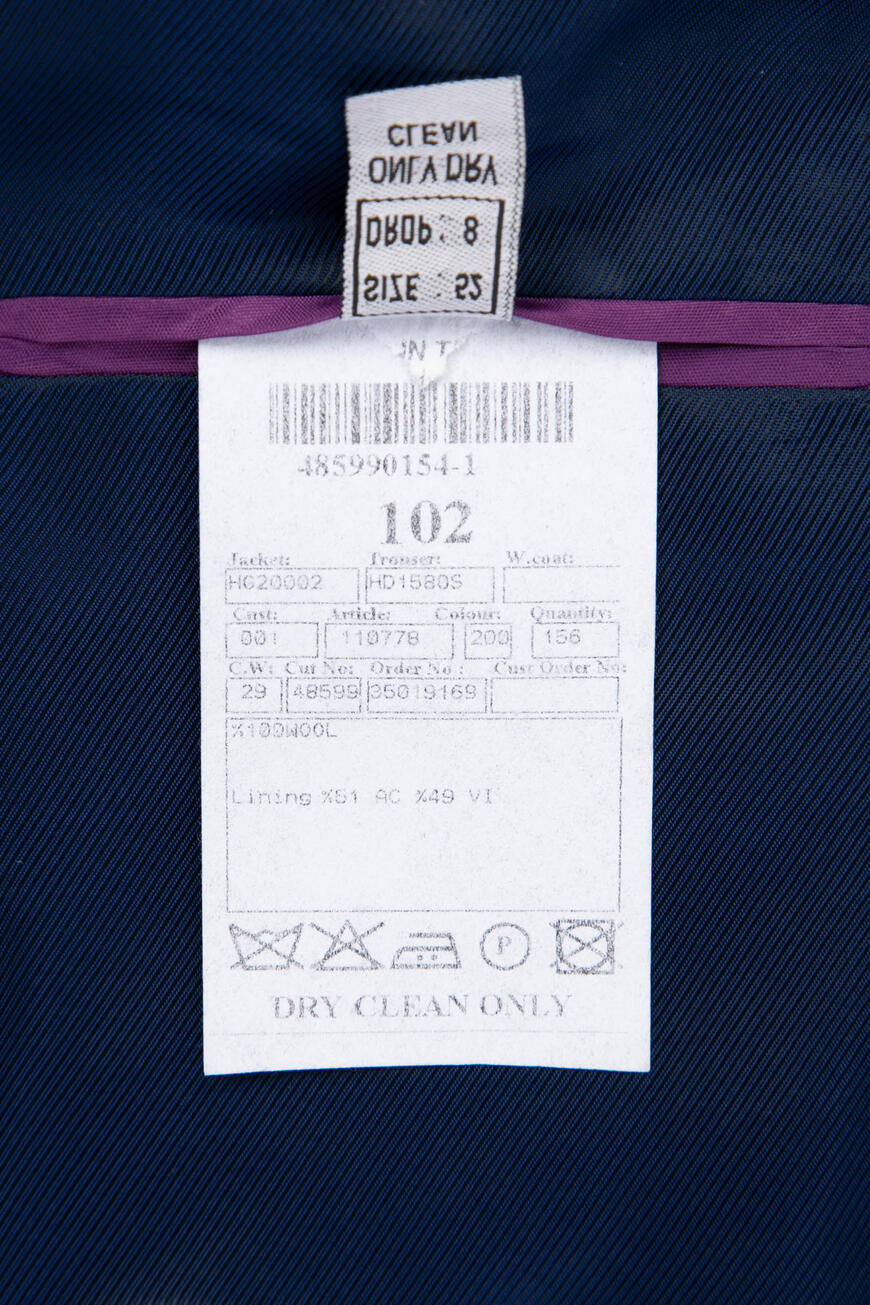 CLEAN
ONLY DRY
DROP: 8
SIZE : 52
485990154-1
102
Jacket: Trouser: W.coat:
HG20002 HD1580S
Cust: Article: Colour: Quantity:
001 110778 200 156
C.W: Cut No: Order No : Cust Order No:
29 48599 35019169
%100WOOL
Lining %51 AC %49 VI
P
DRY CLEAN ONLY